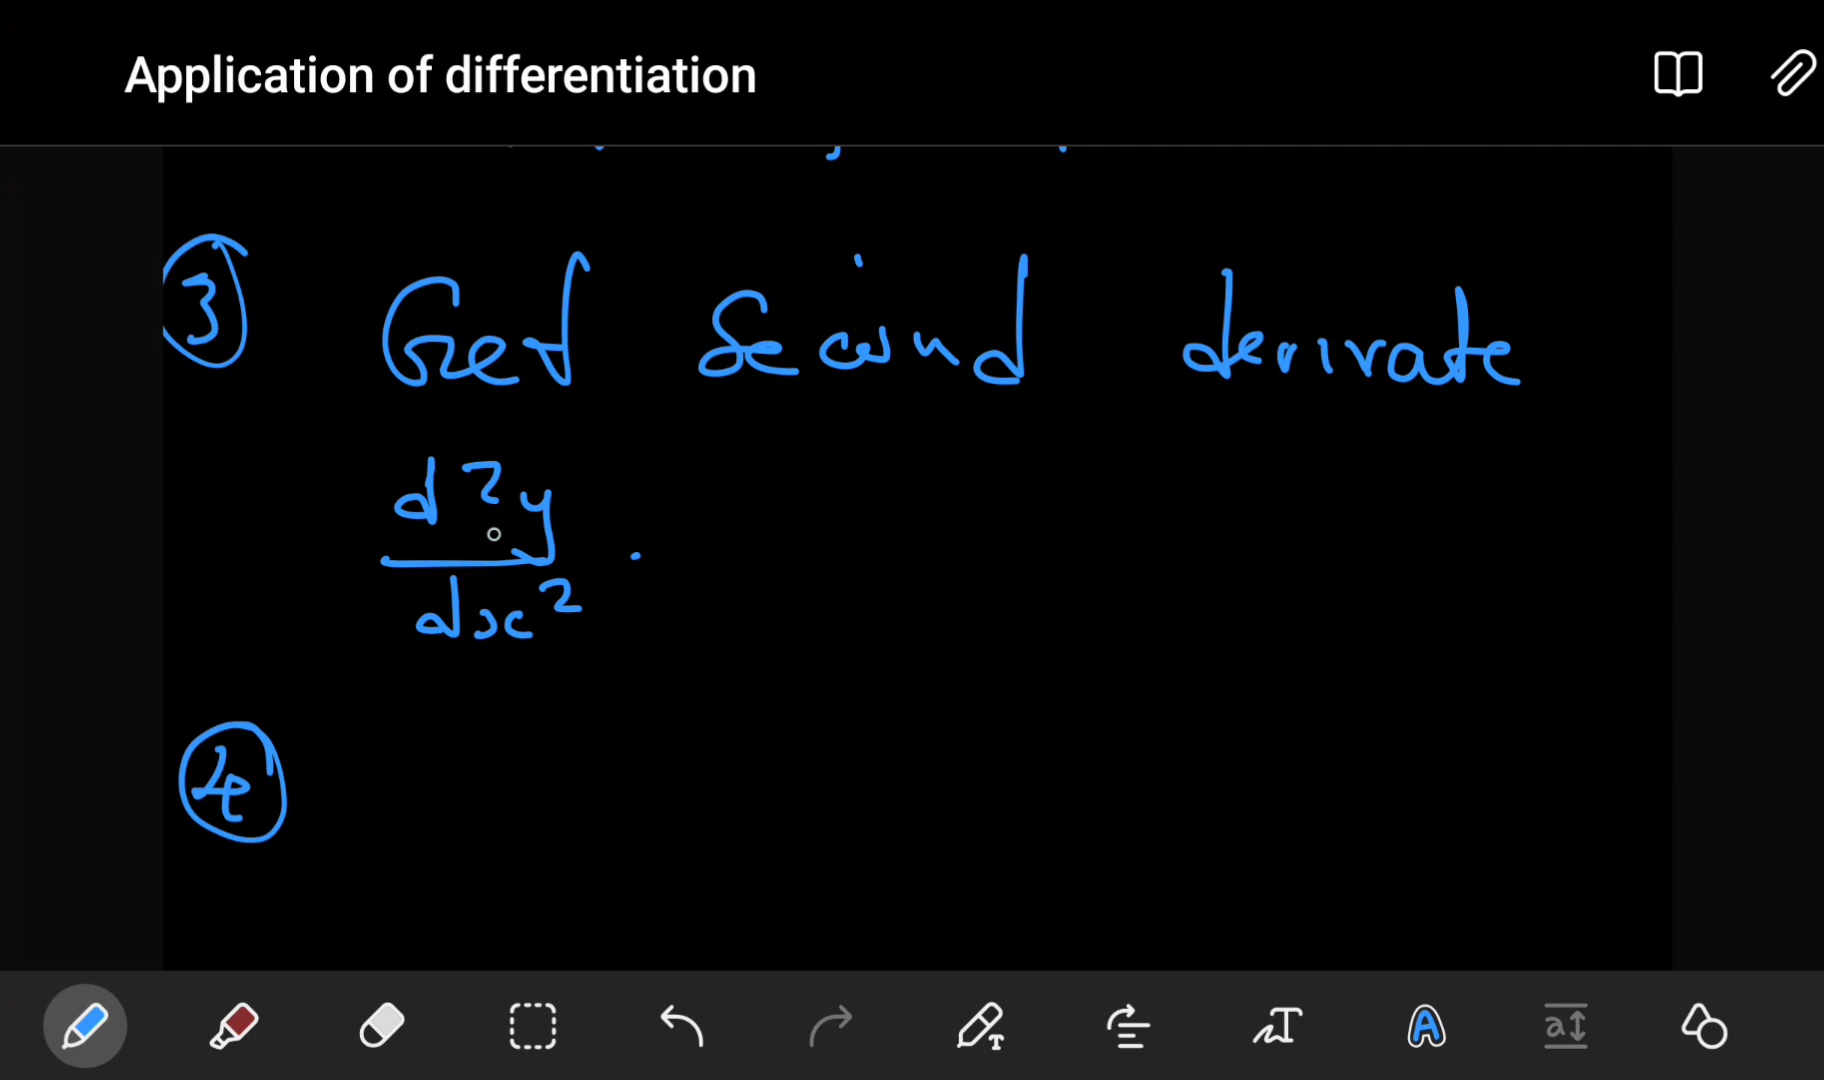 Application of differentiation
③ Get Second derivate
d²y
dx²
④